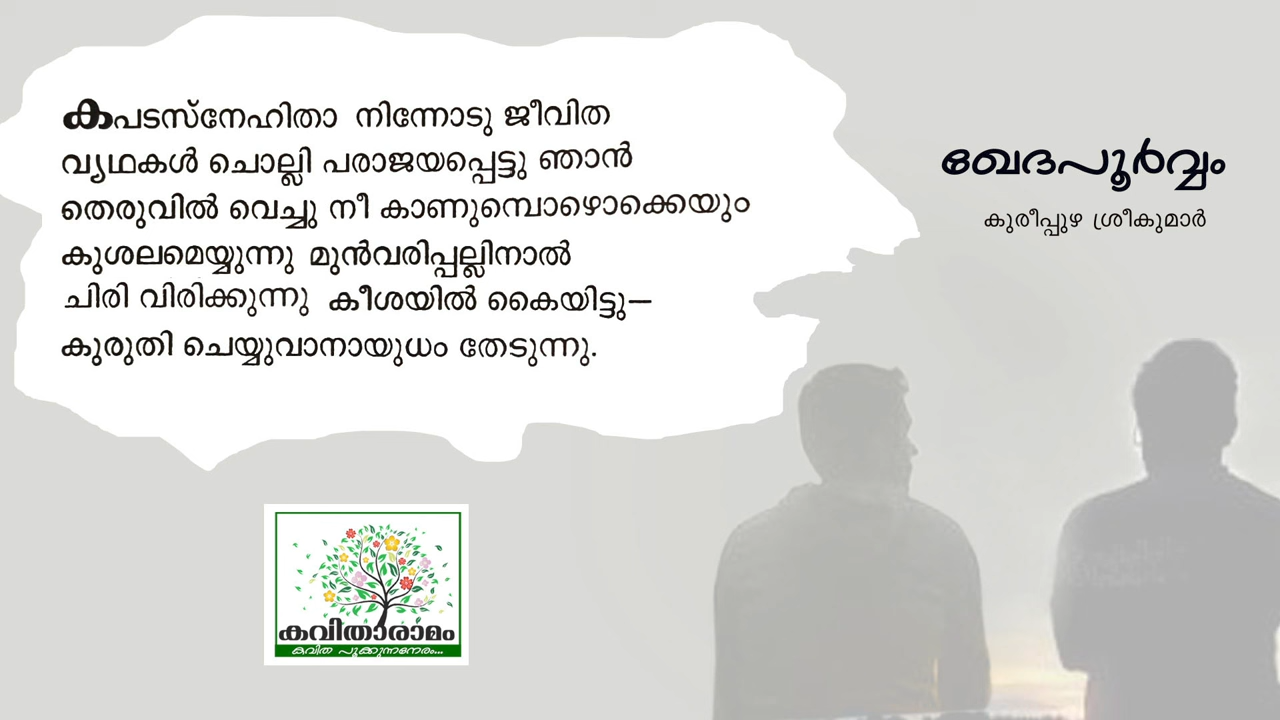 കപടസ്നേഹിതാ നിന്നോടു ജീവിത
വ്യഥകൾ ചൊല്ലി പരാജയപ്പെട്ടു ഞാൻ
തെരുവിൽ വെച്ചു നീ കാണുമ്പൊഴൊക്കെയും
കുശലമെയ്യുന്നു മുൻവരിപ്പല്ലിനാൽ
ചിരി വിരിക്കുന്നു കീശയിൽ കൈയിട്ടു—
കുരുതി ചെയ്യുവാനായുധം തേടുന്നു.
ഖേദപൂർവ്വം
കുരീപ്പുഴ ശ്രീകുമാർ
കവിതാരാമം
കവിത പൂക്കുന്നനേരം...